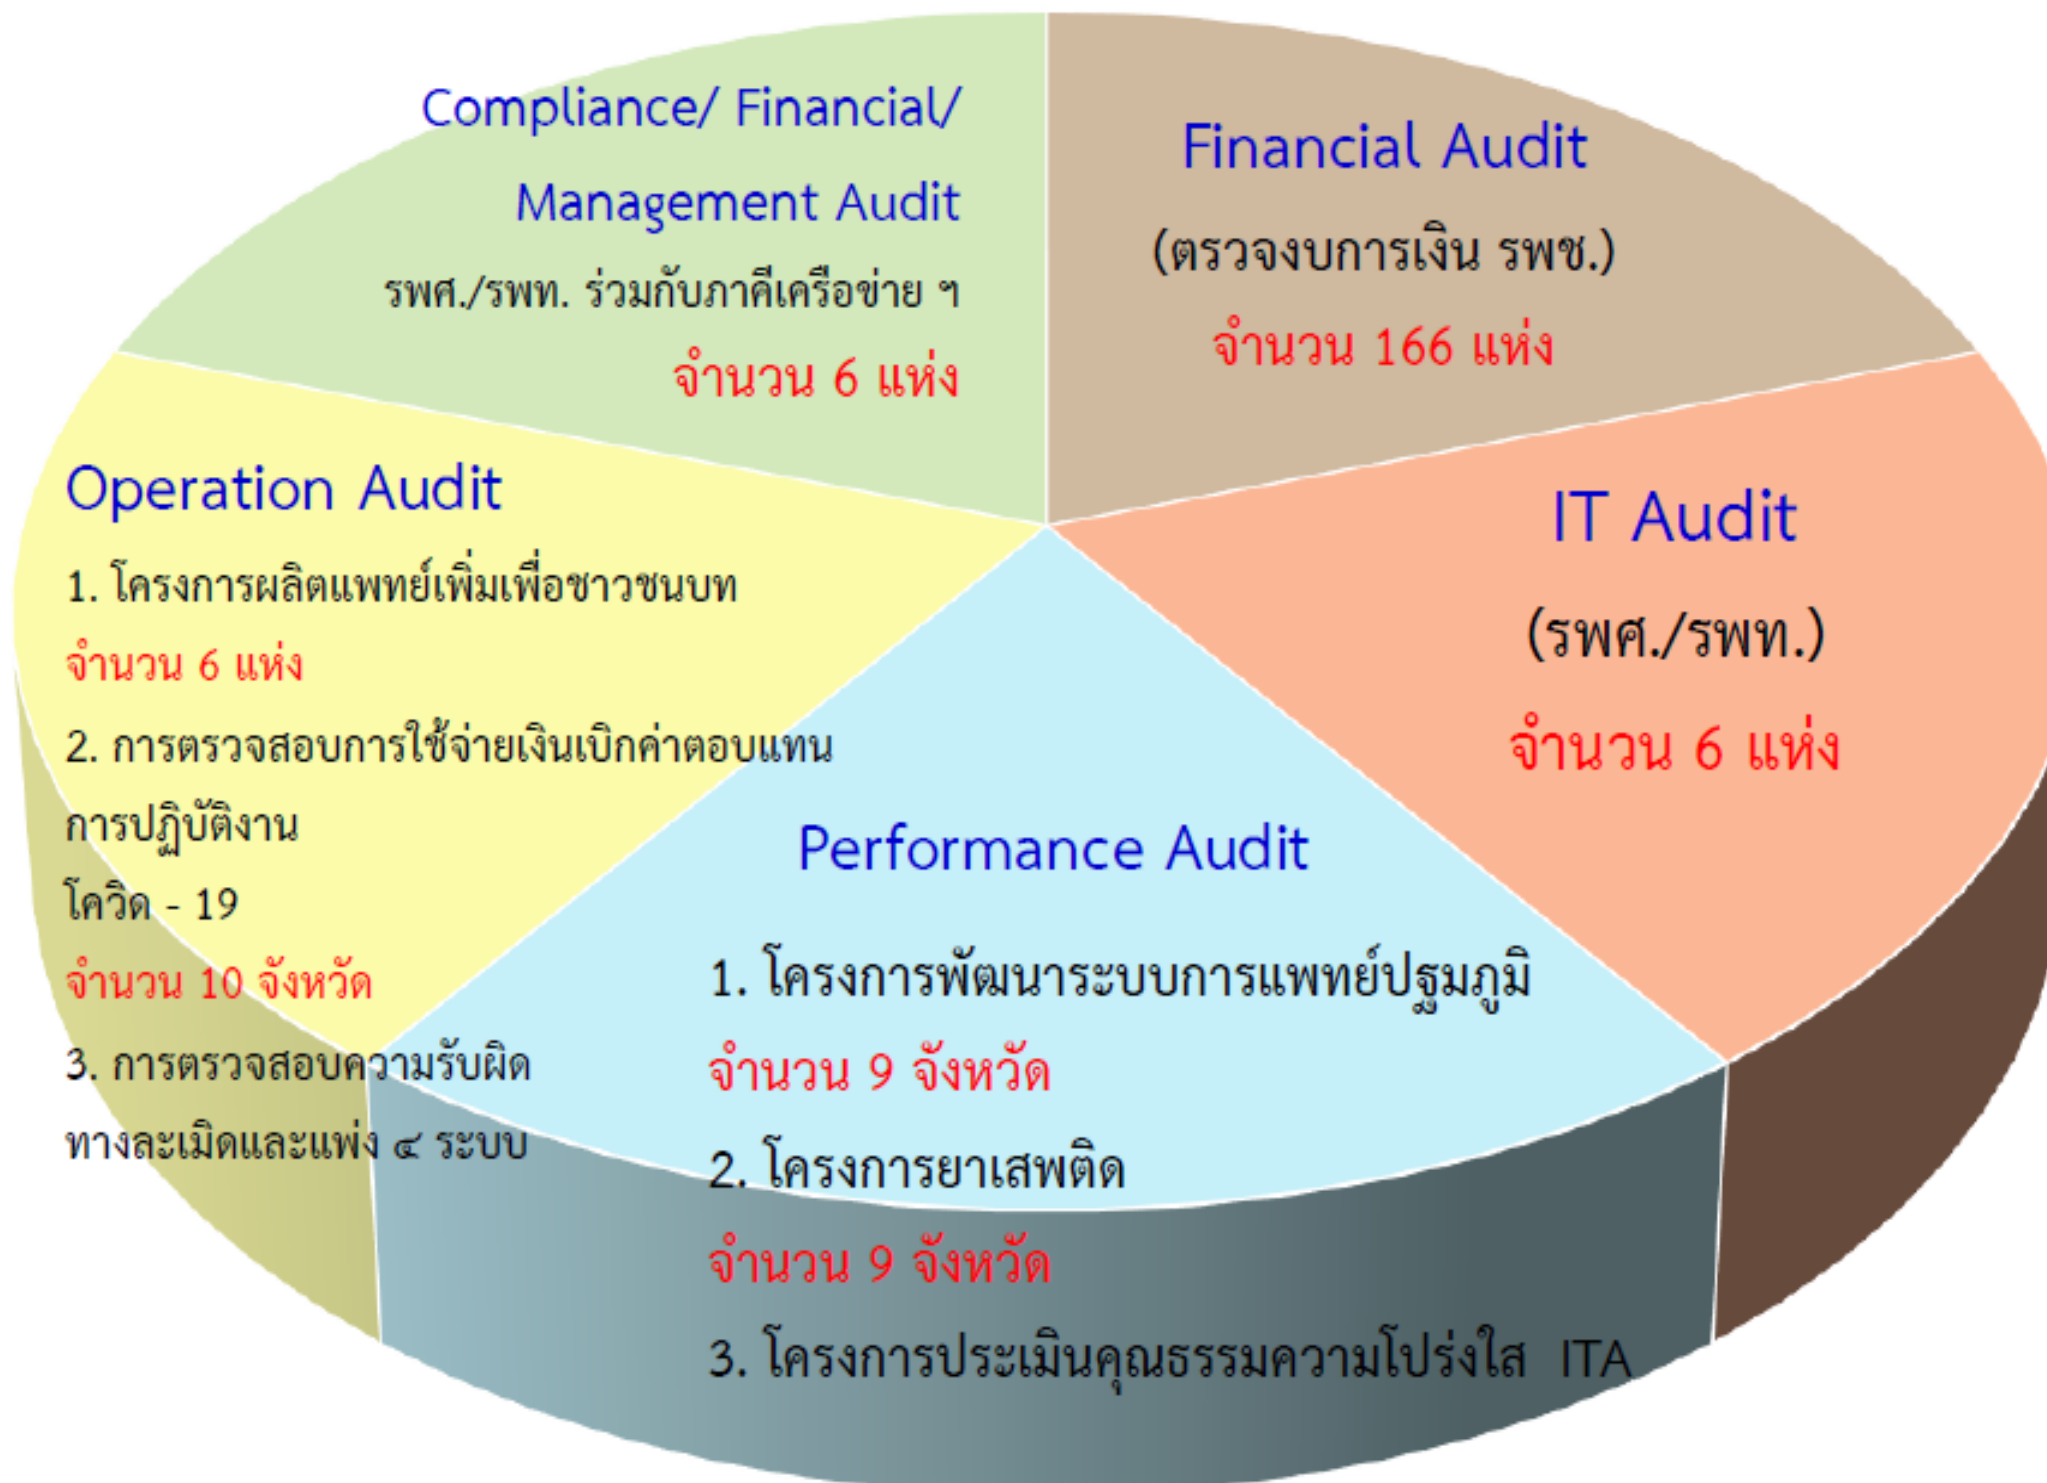 Compliance/ Financial/
Management Audit
รพศ./รพท. ร่วมกับภาคีเครือข่าย ฯ
จำนวน 6 แห่ง
Financial Audit
(ตรวจงบการเงิน รพช.)
จำนวน 166 แห่ง
Operation Audit
1. โครงการผลิตแพทย์เพิ่มเพื่อชาวชนบท
จำนวน 6 แห่ง
2. การตรวจสอบการใช้จ่ายเงินเบิกค่าตอบแทน
การปฏิบัติงาน
โควิด - 19
จำนวน 10 จังหวัด
3. การตรวจสอบความรับผิด
ทางละเมิดและแพ่ง ๔ ระบบ
IT Audit
(รพศ./รพท.)
จำนวน 6 แห่ง
Performance Audit
1. โครงการพัฒนาระบบการแพทย์ปฐมภูมิ
จำนวน 9 จังหวัด
2. โครงการยาเสพติด
จำนวน 9 จังหวัด
3. โครงการประเมินคุณธรรมความโปร่งใส ITA